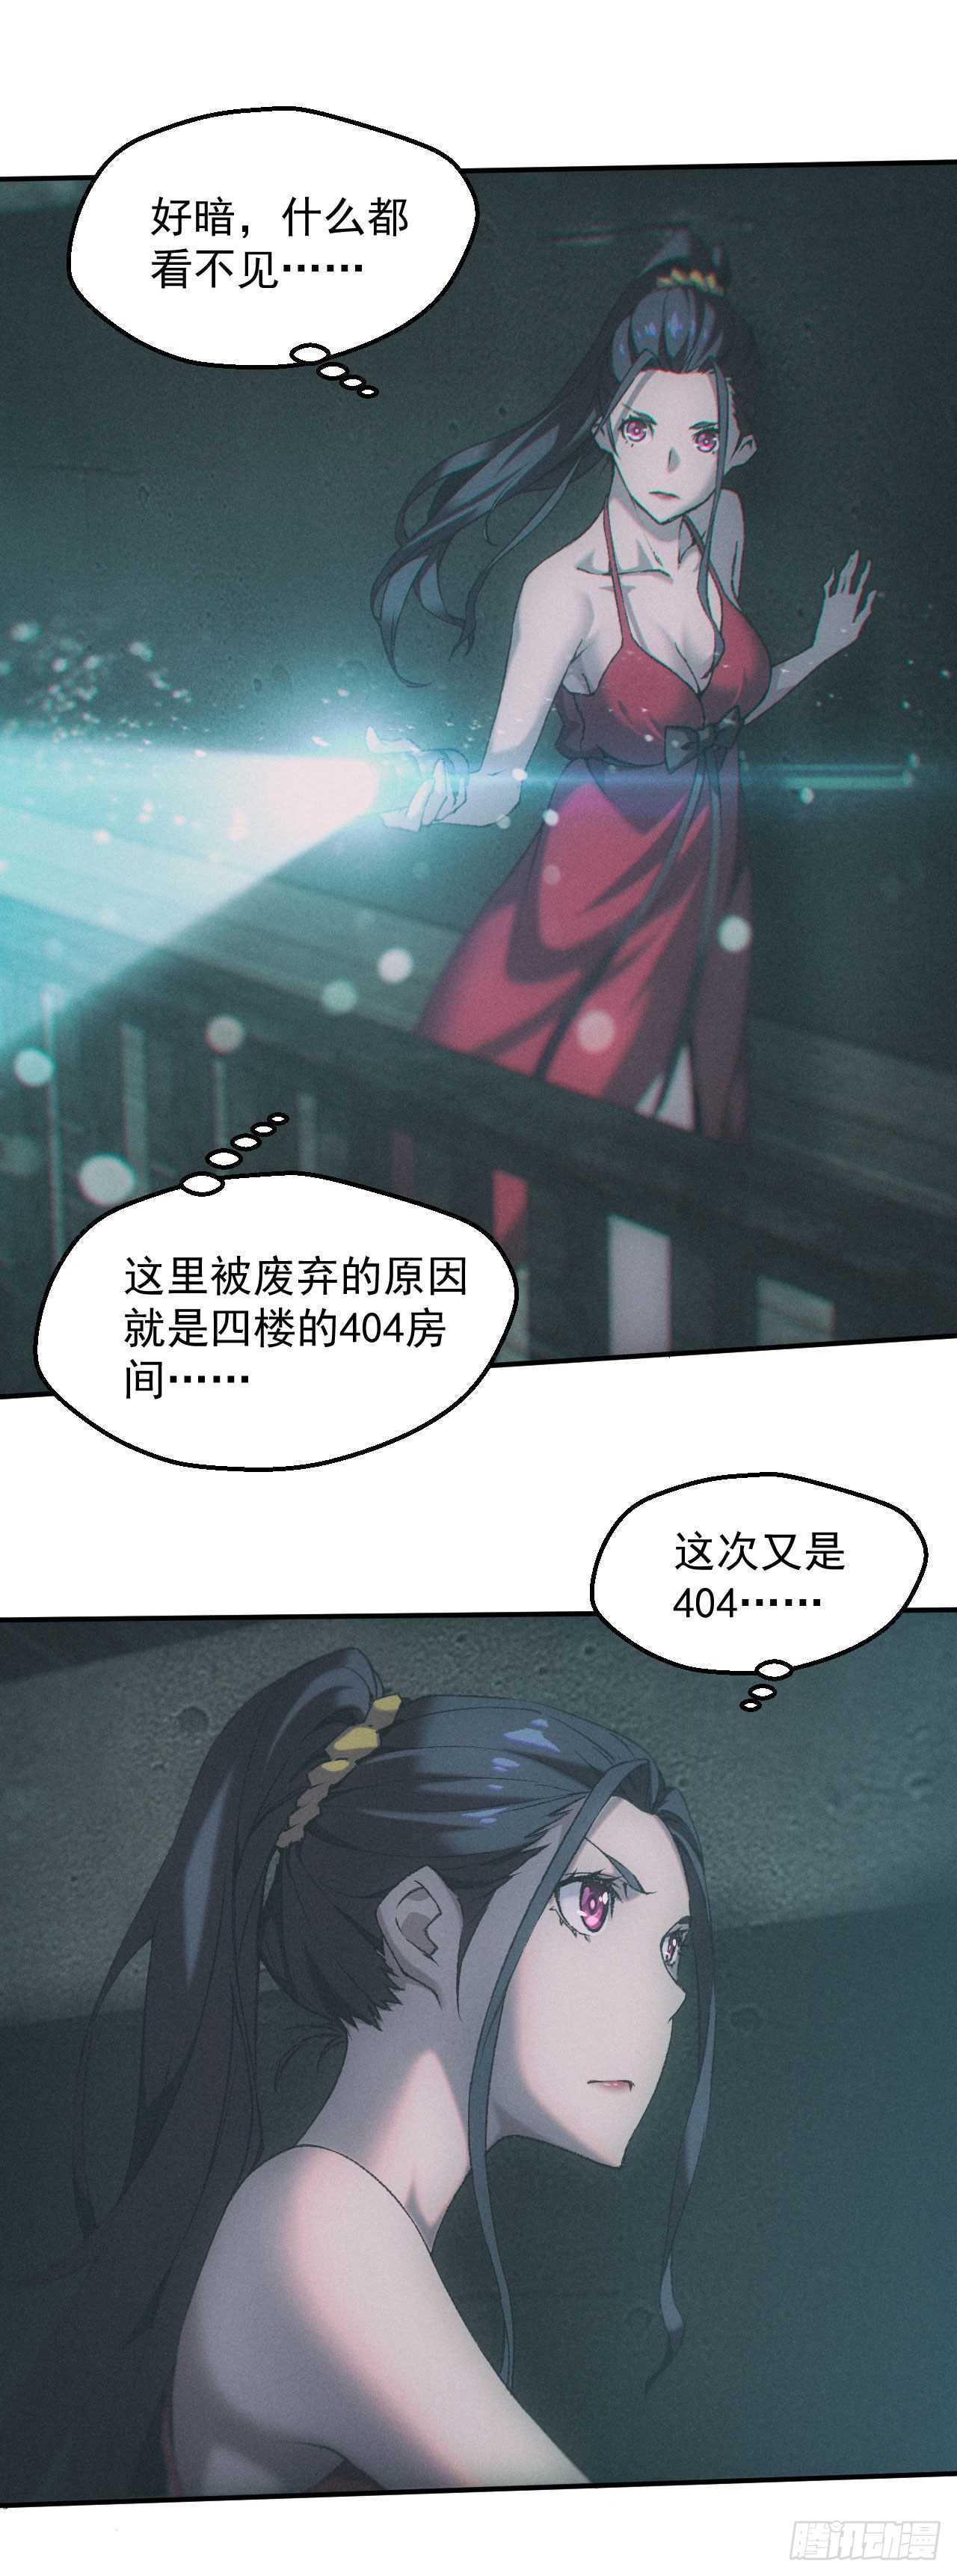 好暗，什么都
看不见……
这里被废弃的原因
就是四楼的404房
间……
这次又是
404……
腾讯动漫